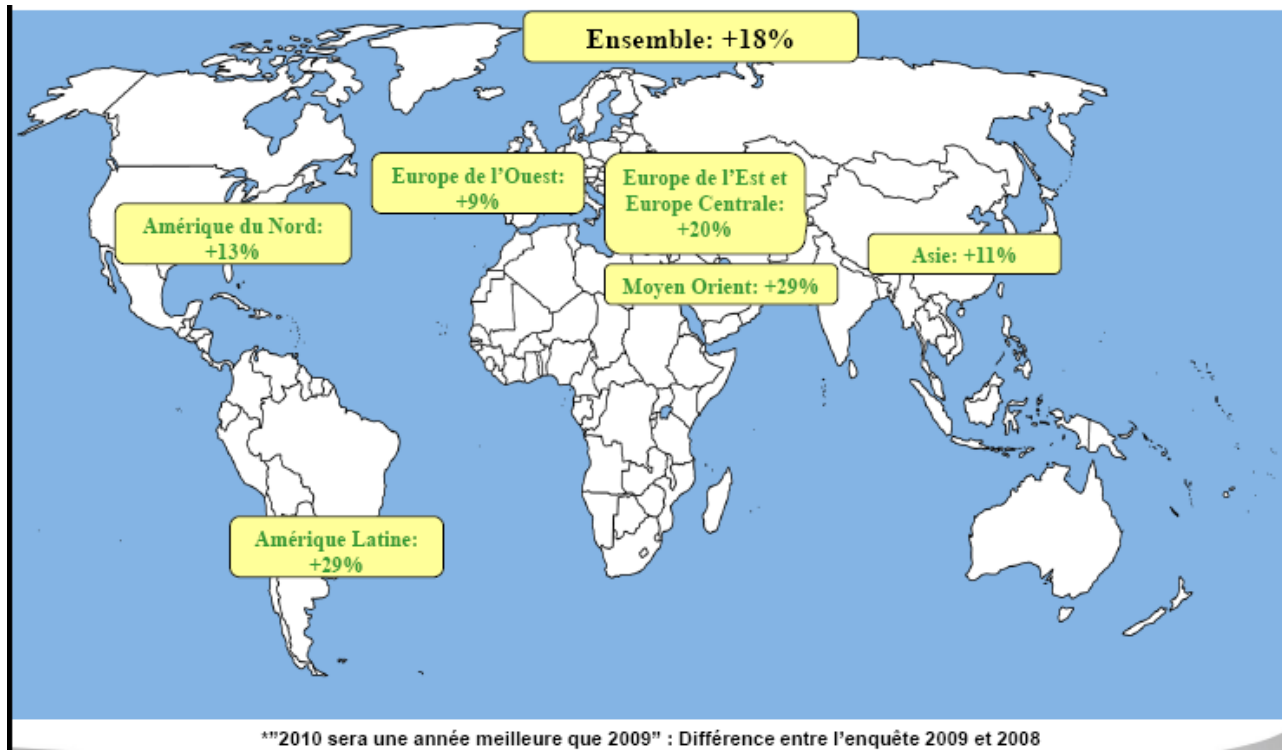 Ensemble: +18%
Europe de l'Ouest:
+9%
Europe de l'Est et
Europe Centrale:
+20%
Amérique du Nord:
+13%
Asie: +11%
Moyen Orient: +29%
Amérique Latine:
+29%
*"2010 sera une année meilleure que 2009" : Différence entre l'enquête 2009 et 2008